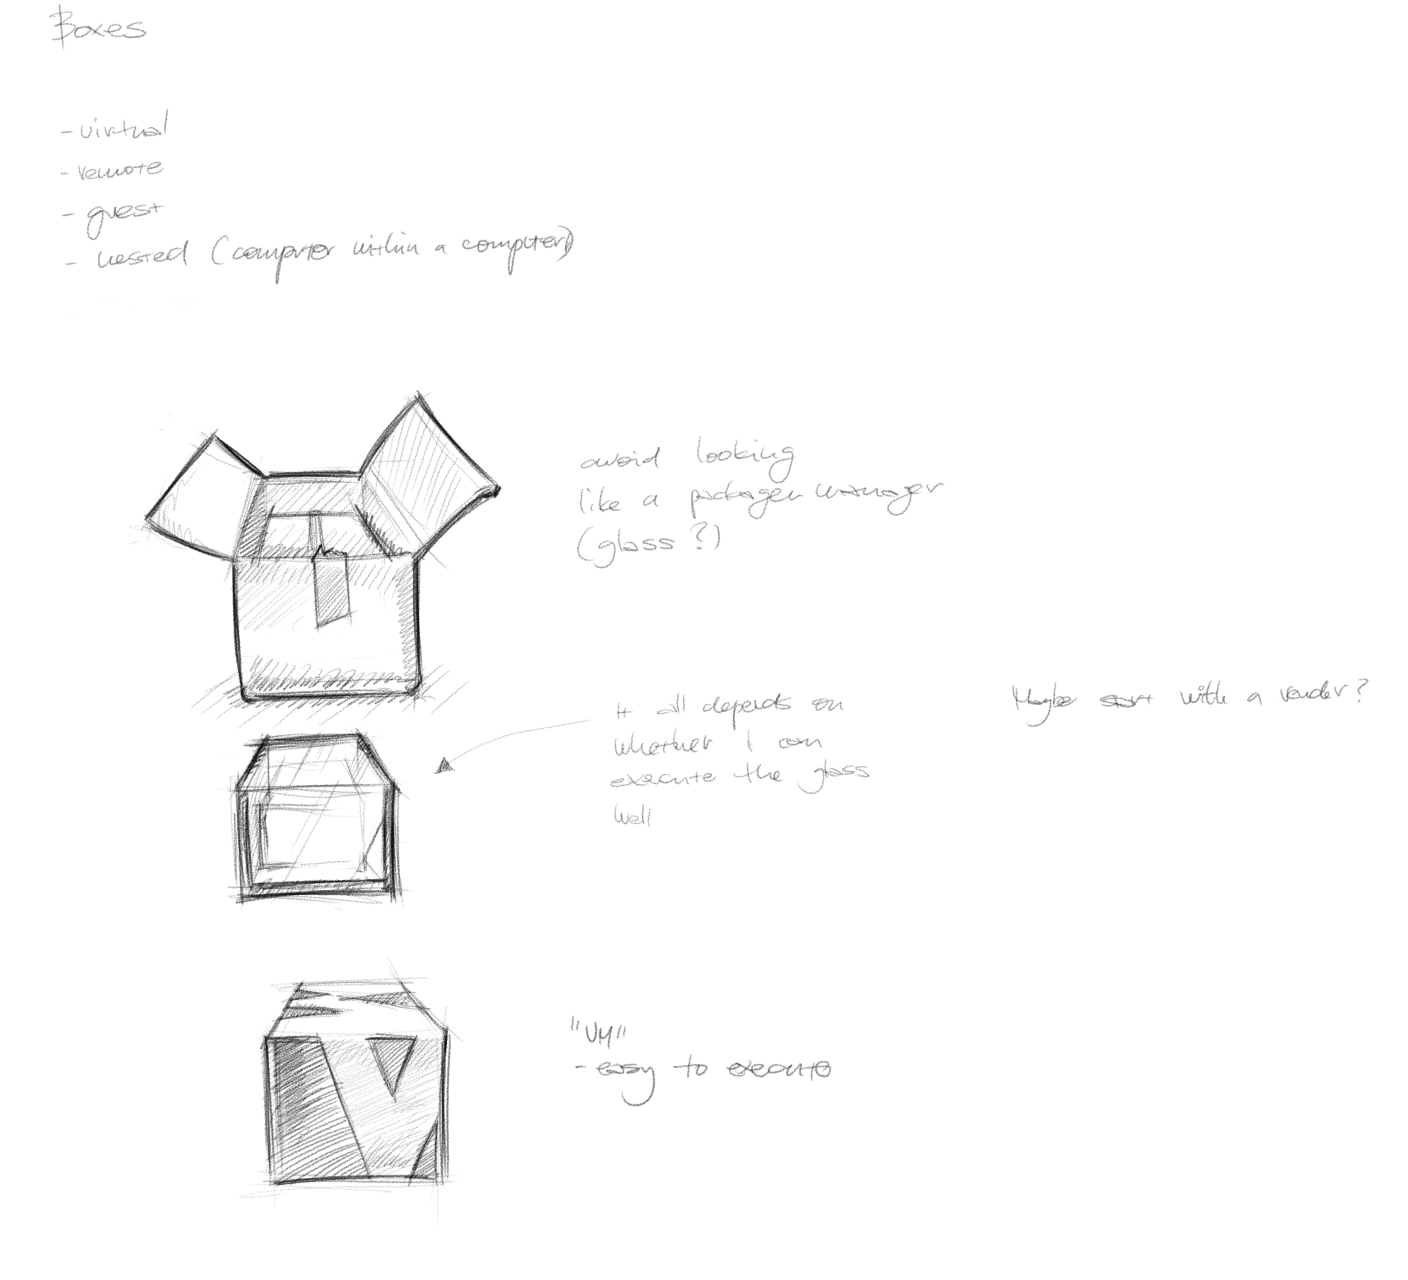 Boxes
- virtual
- remote
- guest
- nested (computer within a computer)
avoid looking
like a packager manager
(glass?)
It all depends on
whether I can
execute the glass
well
Maybe start with a render?
"VM"
- easy to execute